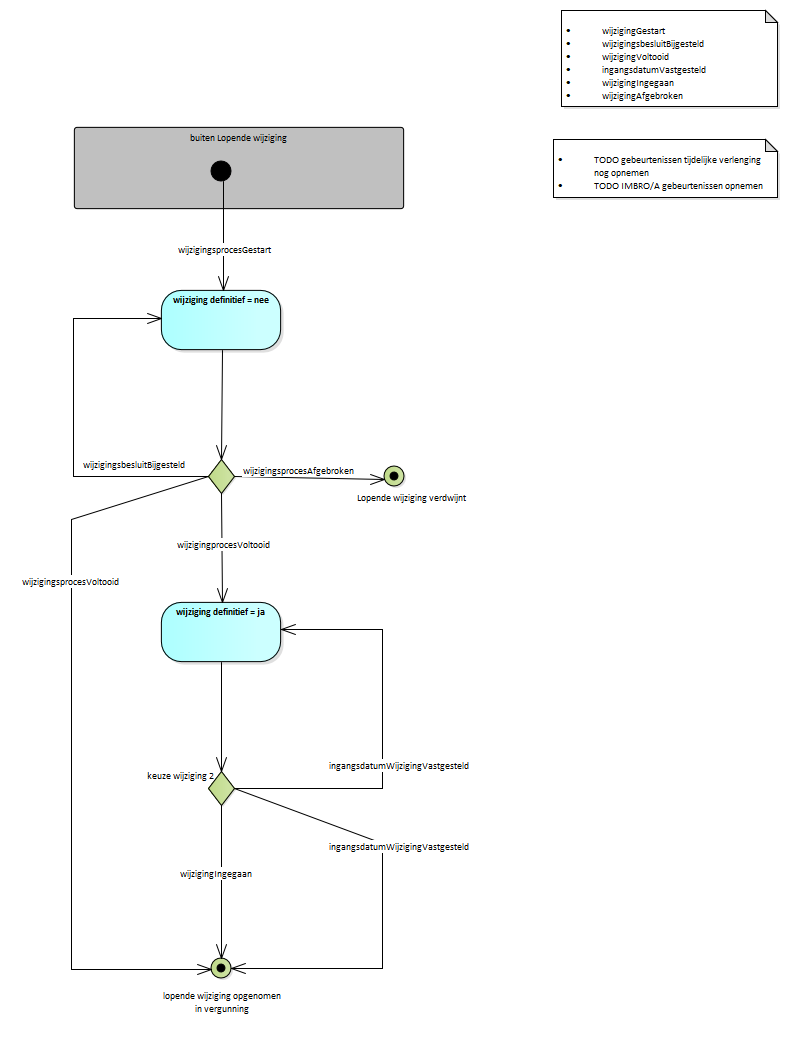 • wijzigingGestart
• wijzigingsbesluitBijgesteld
• wijzigingVoltooid
• ingangsdatumVastgesteld
• wijzigingIngegaan
• wijzigingAfgebroken
• TODO gebeurtenissen tijdelijke verlenging
nog opnemen
• TODO IMBRO/A gebeurtenissen opnemen
buiten Lopende wijziging
wijzigingsprocesGestart
wijziging definitief = nee
wijzigingsbesluitBijgesteld
wijzigingsprocesAfgebroken
Lopende wijziging verdwijnt
wijzigingprocesVoltooid
wijzigingsprocesVoltooid
wijziging definitief = ja
ingangsdatumWijzigingVastgesteld
keuze wijziging 2
ingangsdatumWijzigingVastgesteld
wijzigingIngegaan
lopende wijziging opgenomen
in vergunning